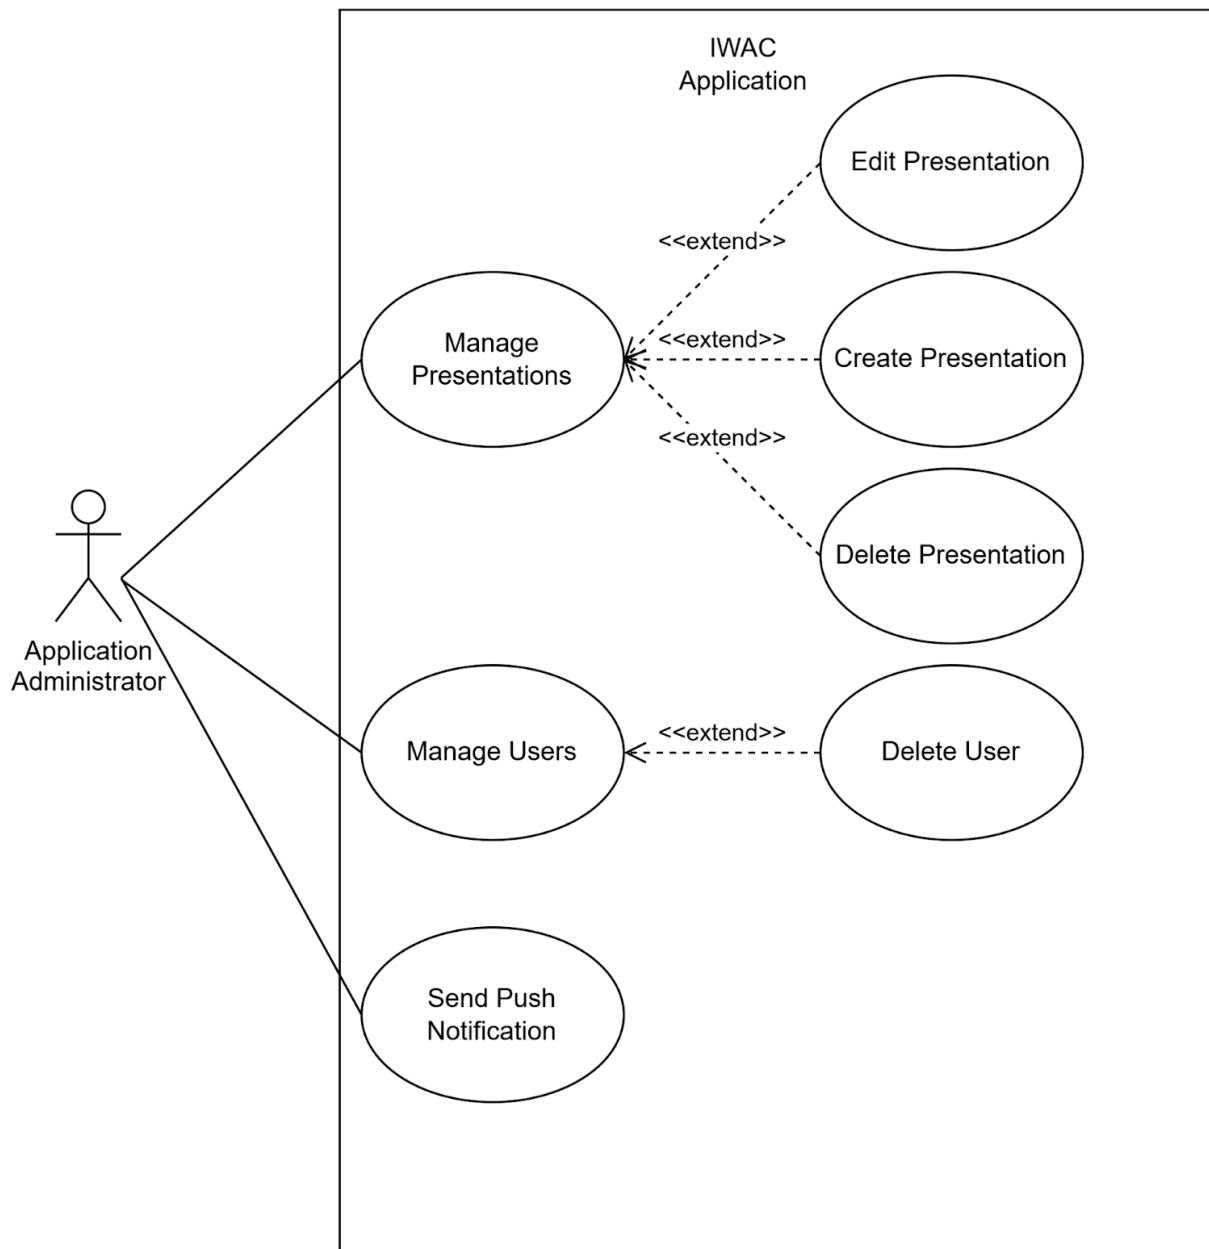 IWAC
Application
Edit Presentation
<<extend>>
Manage
Presentations
<<extend>>
Create Presentation
<<extend>>
Delete Presentation
Application
Administrator
Manage Users
<<extend>>
Delete User
Send Push
Notification